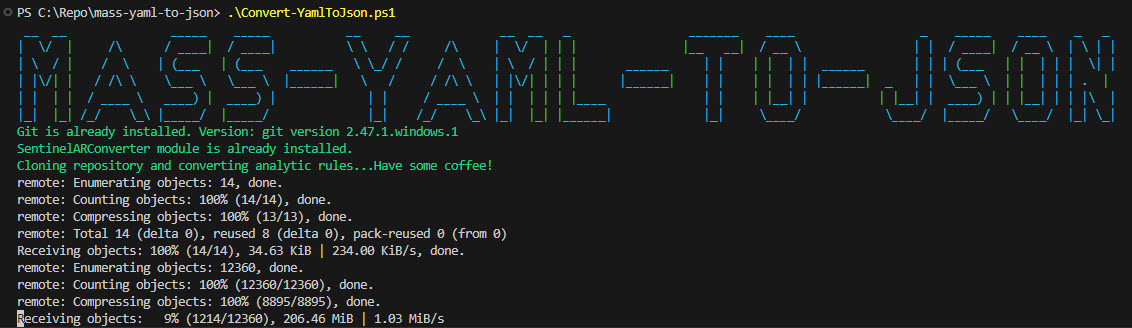 PS C:\Repo\mass-yaml-to-json> .\Convert-YamlToJson.ps1
MASS-YAML-TO-JSON
Git is already installed. Version: git version 2.47.1.windows.1
SentinelARConverter module is already installed.
Cloning repository and converting analytic rules...Have some coffee!
remote: Enumerating objects: 14, done.
remote: Counting objects: 100% (14/14), done.
remote: Compressing objects: 100% (13/13), done.
remote: Total 14 (delta 0), reused 8 (delta 0), pack-reused 0 (from 0)
Receiving objects: 100% (14/14), 34.63 KiB | 234.00 KiB/s, done.
remote: Enumerating objects: 12360, done.
remote: Counting objects: 100% (12360/12360), done.
remote: Compressing objects: 100% (8895/8895), done.
Receiving objects:   9% (1214/12360), 206.46 MiB | 1.03 MiB/s